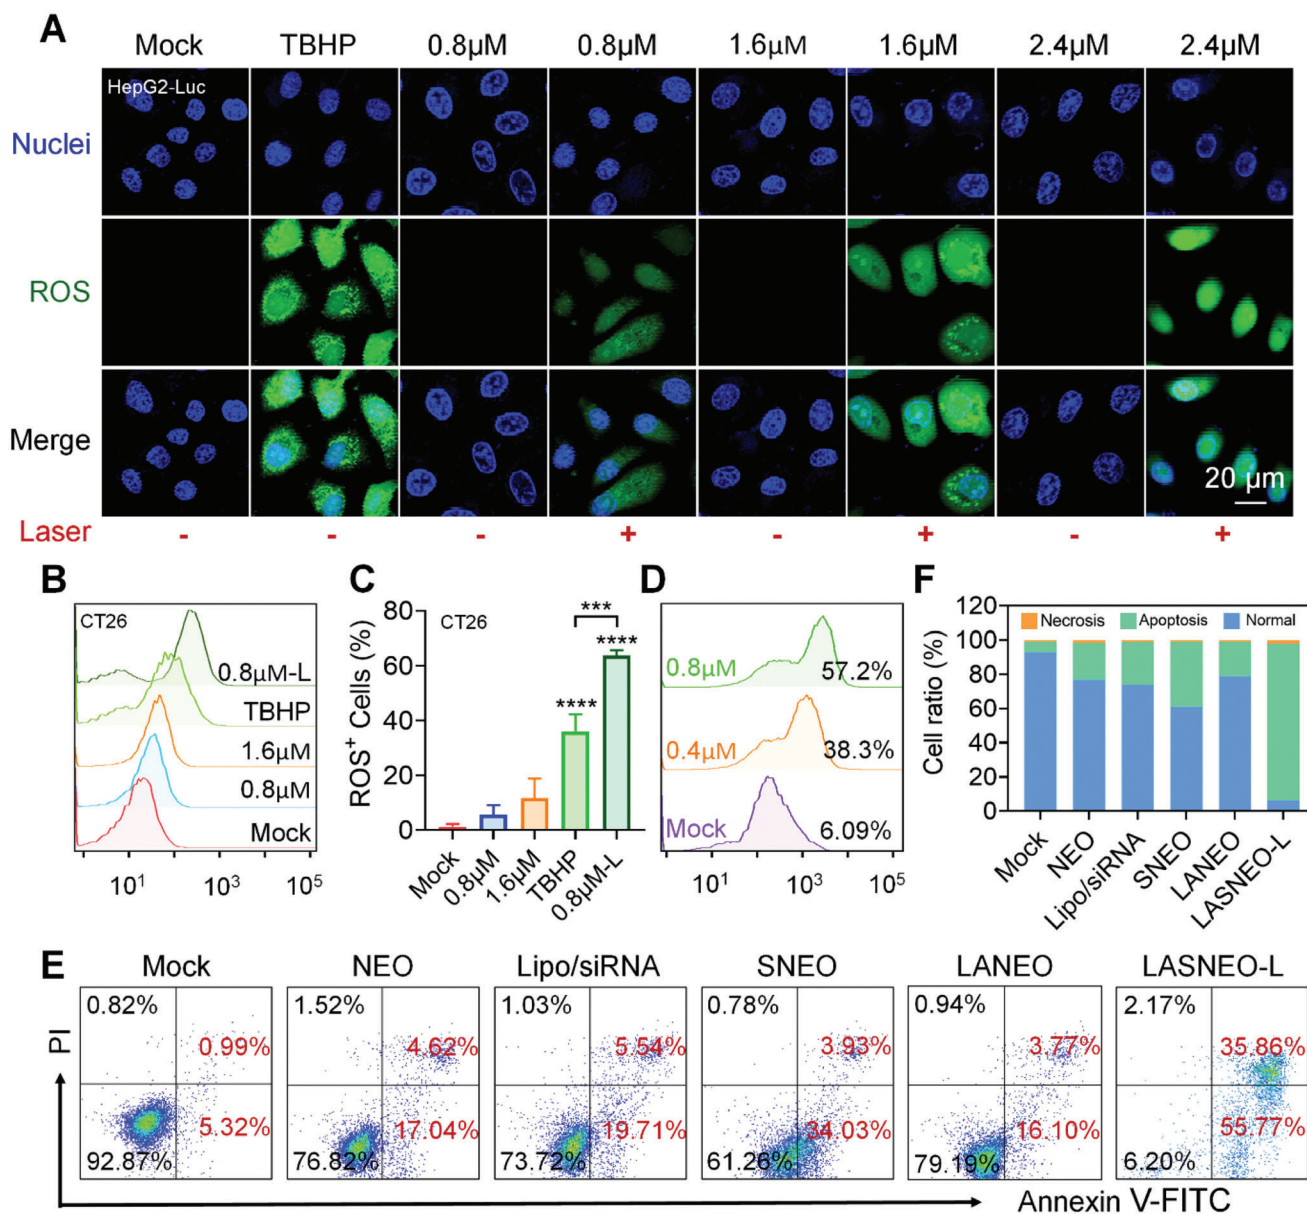 A
Mock TBHP 0.8μM 0.8μM 1.6μM 1.6μM 2.4μM 2.4μM
HepG2-Luc
Nuclei
ROS
Merge
20 μm
Laser - - - + - + - +
B
CT26
0.8μM-L
TBHP
1.6μM
0.8μM
Mock
10¹ 10³ 10⁵
C
ROS⁺ Cells (%)
80
60
40
20
0
CT26
***
****
****
Mock
0.8μM
1.6μM
TBHP
0.8μM-L
D
0.8μM 57.2%
0.4μM 38.3%
Mock 6.09%
10¹ 10³ 10⁵
F
Cell ratio (%)
120
100
80
60
40
20
0
Necrosis Apoptosis Normal
Mock
NEO
Lipo/siRNA
SNEO
LANEO
LASNEO-L
E
Mock NEO Lipo/siRNA SNEO LANEO LASNEO-L
PI
0.82% 1.52% 1.03% 0.78% 0.94% 2.17%
0.99% 4.62% 5.54% 3.93% 3.77% 35.86%
5.32% 17.04% 19.71% 34.03% 16.10% 55.77%
92.87% 76.82% 73.72% 61.26% 79.19% 6.20%
Annexin V-FITC